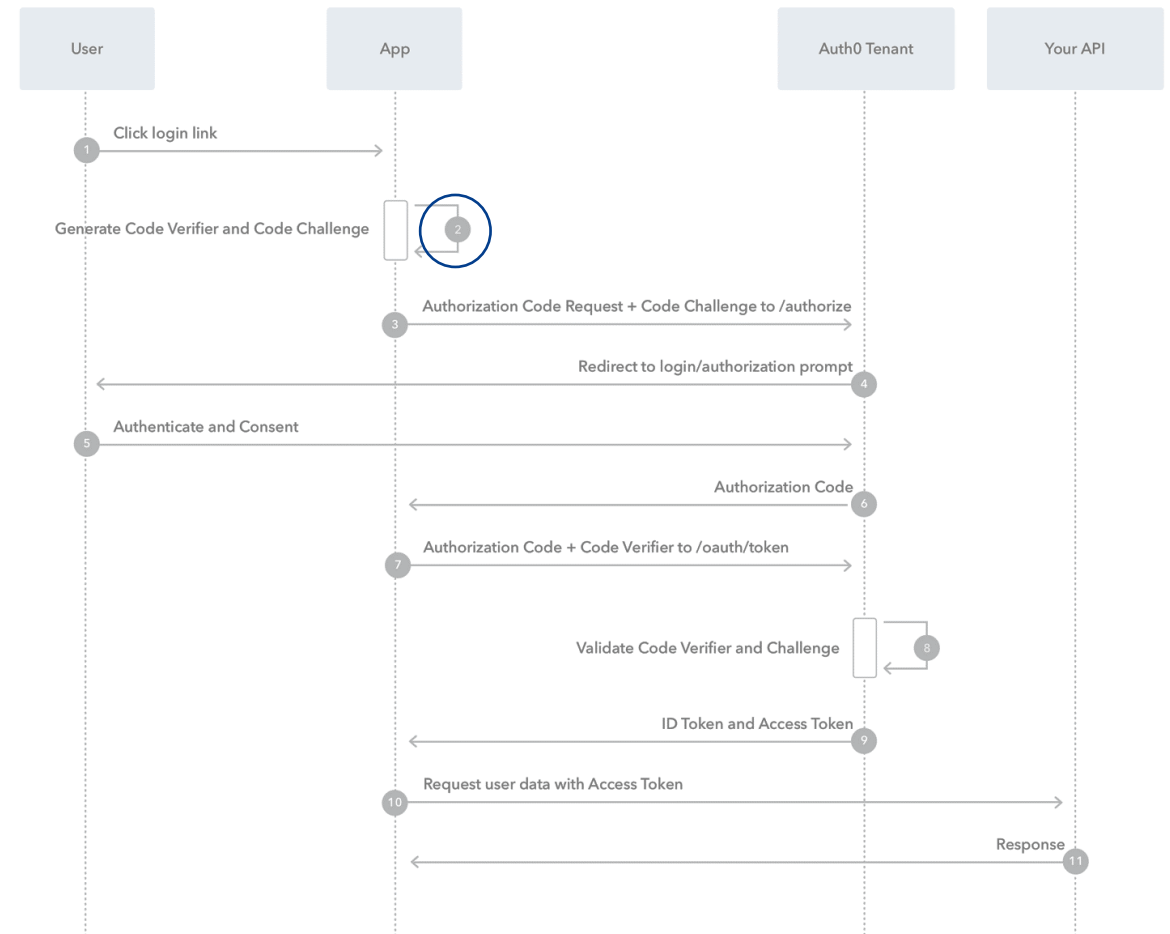 User
App
Auth0 Tenant
Your API
Click login link
1
Generate Code Verifier and Code Challenge
2
Authorization Code Request + Code Challenge to /authorize
3
Redirect to login/authorization prompt
4
Authenticate and Consent
5
Authorization Code
6
Authorization Code + Code Verifier to /oauth/token
7
Validate Code Verifier and Challenge
8
ID Token and Access Token
9
Request user data with Access Token
10
Response
11